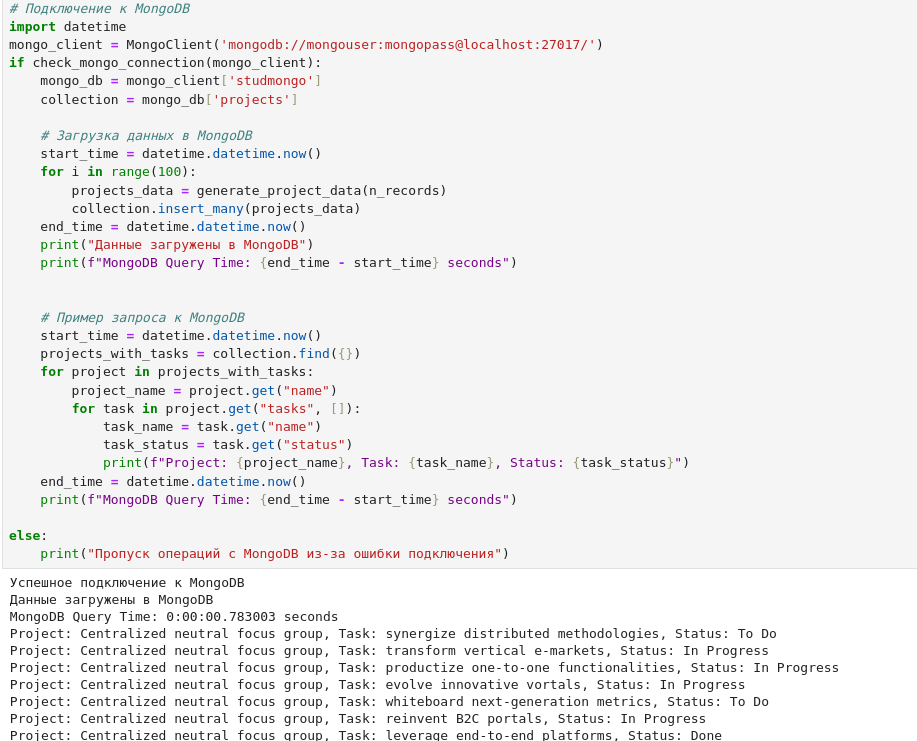 # Подключение к MongoDB
import datetime
mongo_client = MongoClient('mongodb://mongouser:mongopass@localhost:27017/')
if check_mongo_connection(mongo_client):
    mongo_db = mongo_client['studmongo']
    collection = mongo_db['projects']

    # Загрузка данных в MongoDB
    start_time = datetime.datetime.now()
    for i in range(100):
        projects_data = generate_project_data(n_records)
        collection.insert_many(projects_data)
    end_time = datetime.datetime.now()
    print("Данные загружены в MongoDB")
    print(f"MongoDB Query Time: {end_time - start_time} seconds")


    # Пример запроса к MongoDB
    start_time = datetime.datetime.now()
    projects_with_tasks = collection.find({})
    for project in projects_with_tasks:
        project_name = project.get("name")
        for task in project.get("tasks", []):
            task_name = task.get("name")
            task_status = task.get("status")
            print(f"Project: {project_name}, Task: {task_name}, Status: {task_status}")
    end_time = datetime.datetime.now()
    print(f"MongoDB Query Time: {end_time - start_time} seconds")

else:
    print("Пропуск операций с MongoDB из-за ошибки подключения")
Успешное подключение к MongoDB
Данные загружены в MongoDB
MongoDB Query Time: 0:00:00.783003 seconds
Project: Centralized neutral focus group, Task: synergize distributed methodologies, Status: To Do
Project: Centralized neutral focus group, Task: transform vertical e-markets, Status: In Progress
Project: Centralized neutral focus group, Task: productize one-to-one functionalities, Status: In Progress
Project: Centralized neutral focus group, Task: evolve innovative vortals, Status: In Progress
Project: Centralized neutral focus group, Task: whiteboard next-generation metrics, Status: To Do
Project: Centralized neutral focus group, Task: reinvent B2C portals, Status: In Progress
Project: Centralized neutral focus group, Task: leverage end-to-end platforms, Status: Done